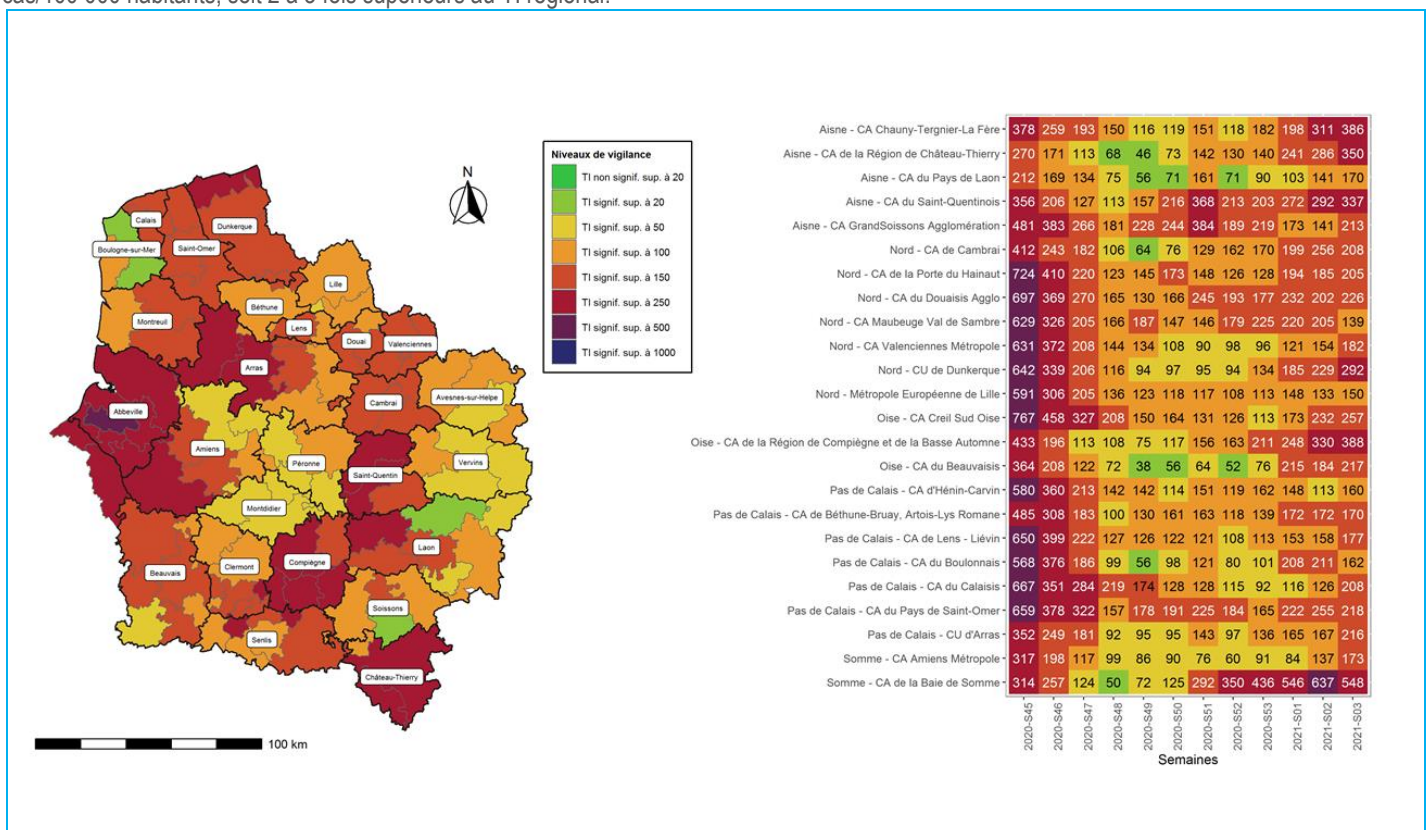 cas/100 000 habitants, soit 2 à 3 fois supérieurs au TI régional.
N
Niveaux de vigilance
TI non signif. sup. à 20
TI signif. sup. à 20
TI signif. sup. à 50
TI signif. sup. à 100
TI signif. sup. à 150
TI signif. sup. à 250
TI signif. sup. à 500
TI signif. sup. à 1000
Calais
Dunkerque
Boulogne-sur-Mer
Saint-Omer
Lille
Béthune
Montreuil
Lens
Douai
Valenciennes
Arras
Abbeville
Cambrai
Avesnes-sur-Helpe
Amiens
Péronne
Vervins
Saint-Quentin
Montdidier
Laon
Beauvais
Clermont
Compiègne
Soissons
Senlis
Château-Thierry
100 km
Aisne - CA Chauny-Tergnier-La Fère 378 259 193 150 116 119 151 118 182 198 311 386
Aisne - CA de la Région de Château-Thierry 270 171 113 68 46 73 142 130 140 241 286 350
Aisne - CA du Pays de Laon 212 169 134 75 56 71 161 71 90 103 141 170
Aisne - CA du Saint-Quentinois 356 206 127 113 157 216 368 213 203 272 292 337
Aisne - CA GrandSoissons Agglomération 481 383 266 181 228 244 384 189 219 173 141 213
Nord - CA de Cambrai 412 243 182 106 64 76 129 162 170 199 256 208
Nord - CA de la Porte du Hainaut 724 410 220 123 145 173 148 126 128 194 185 205
Nord - CA du Douaisis Agglo 697 369 270 165 130 166 245 193 177 232 202 226
Nord - CA Maubeuge Val de Sambre 629 326 205 166 187 147 146 179 225 220 205 139
Nord - CA Valenciennes Métropole 631 372 208 144 134 108 90 98 96 121 154 182
Nord - CU de Dunkerque 642 339 206 116 94 97 95 94 134 185 229 292
Nord - Métropole Européenne de Lille 591 306 205 136 123 118 117 108 113 148 133 150
Oise - CA Creil Sud Oise 767 458 327 208 150 164 131 126 113 173 232 257
Oise - CA de la Région de Compiègne et de la Basse Automne 433 196 113 108 75 117 156 163 211 248 330 388
Oise - CA du Beauvaisis 364 208 122 72 38 56 64 52 76 215 184 217
Pas de Calais - CA d'Hénin-Carvin 580 360 213 142 142 114 151 119 162 148 113 160
Pas de Calais - CA de Béthune-Bruay, Artois-Lys Romane 485 308 183 100 130 161 163 118 139 172 172 170
Pas de Calais - CA de Lens - Liévin 650 399 222 127 126 122 121 108 113 153 158 177
Pas de Calais - CA du Boulonnais 568 376 186 99 56 98 121 80 101 208 211 162
Pas de Calais - CA du Calaisis 667 351 284 219 174 128 128 115 92 116 126 208
Pas de Calais - CA du Pays de Saint-Omer 659 378 322 157 178 191 225 184 165 222 255 218
Pas de Calais - CU d'Arras 352 249 181 92 95 95 143 97 136 165 167 216
Somme - CA Amiens Métropole 317 198 117 99 86 90 76 60 91 84 137 173
Somme - CA de la Baie de Somme 314 257 124 50 72 125 292 350 436 546 637 548
2020-S45 2020-S46 2020-S47 2020-S48 2020-S49 2020-S50 2020-S51 2020-S52 2020-S53 2021-S01 2021-S02 2021-S03
Semaines